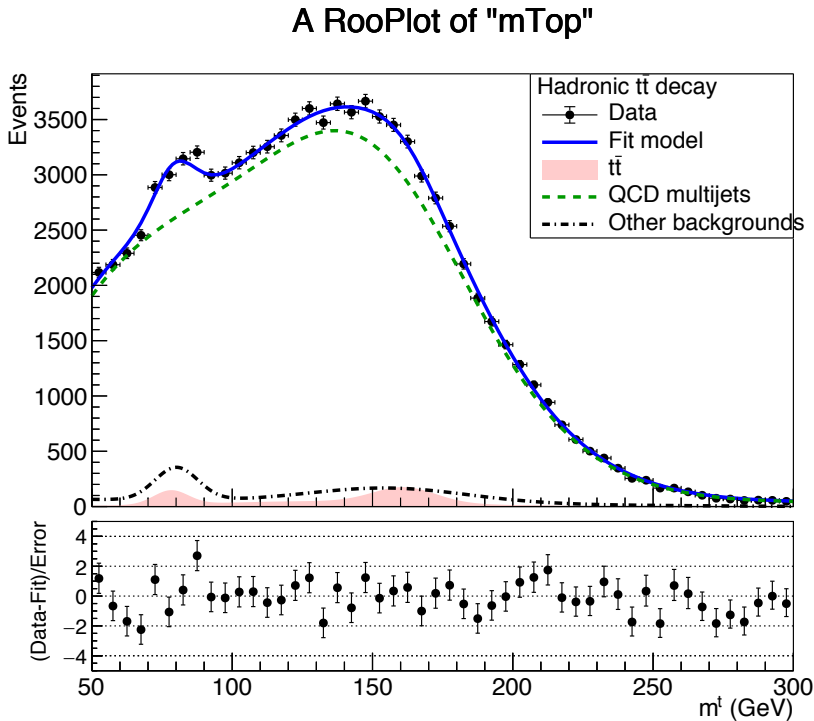 A RooPlot of "mTop"
Events
3500
3000
2500
2000
1500
1000
500
0
Hadronic tt̄ decay
Data
Fit model
tt̄
QCD multijets
Other backgrounds
(Data-Fit)/Error
4
2
0
−2
−4
50 100 150 200 250 300
mᵗ (GeV)